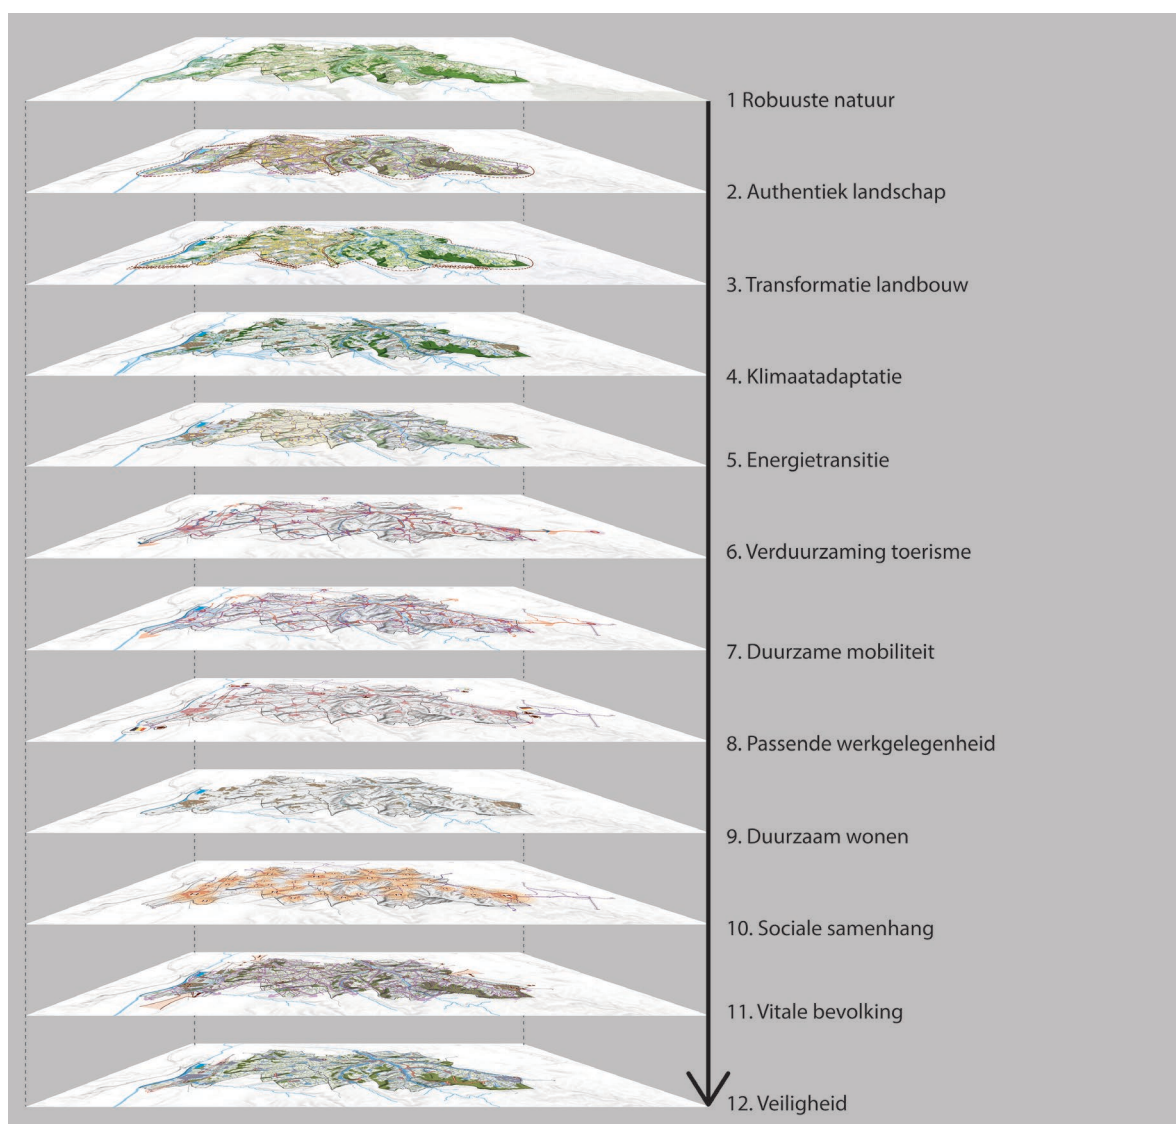 1 Robuuste natuur
2. Authentiek landschap
3. Transformatie landbouw
4. Klimaatadaptatie
5. Energietransitie
6. Verduurzaming toerisme
7. Duurzame mobiliteit
8. Passende werkgelegenheid
9. Duurzaam wonen
10. Sociale samenhang
11. Vitale bevolking
12. Veiligheid